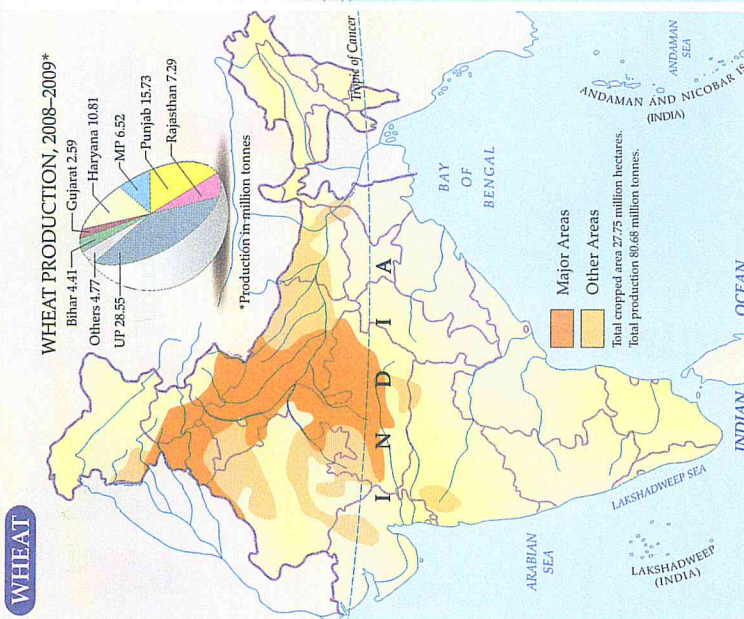 WHEAT
WHEAT PRODUCTION, 2008–2009*
Bihar 4.41
Gujarat 2.59
Others 4.77
Haryana 10.81
UP 28.55
MP 6.52
Punjab 15.73
Rajasthan 7.29
*Production in million tonnes
Tropic of Cancer
I N D I A
ARABIAN
SEA
BAY
OF
BENGAL
ANDAMAN
SEA
ANDAMAN AND NICOBAR IS
(INDIA)
Major Areas
Other Areas
Total cropped area 27.75 million hectares.
Total production 80.68 million tonnes.
LAKSHADWEEP SEA
LAKSHADWEEP
(INDIA)
INDIAN OCEAN